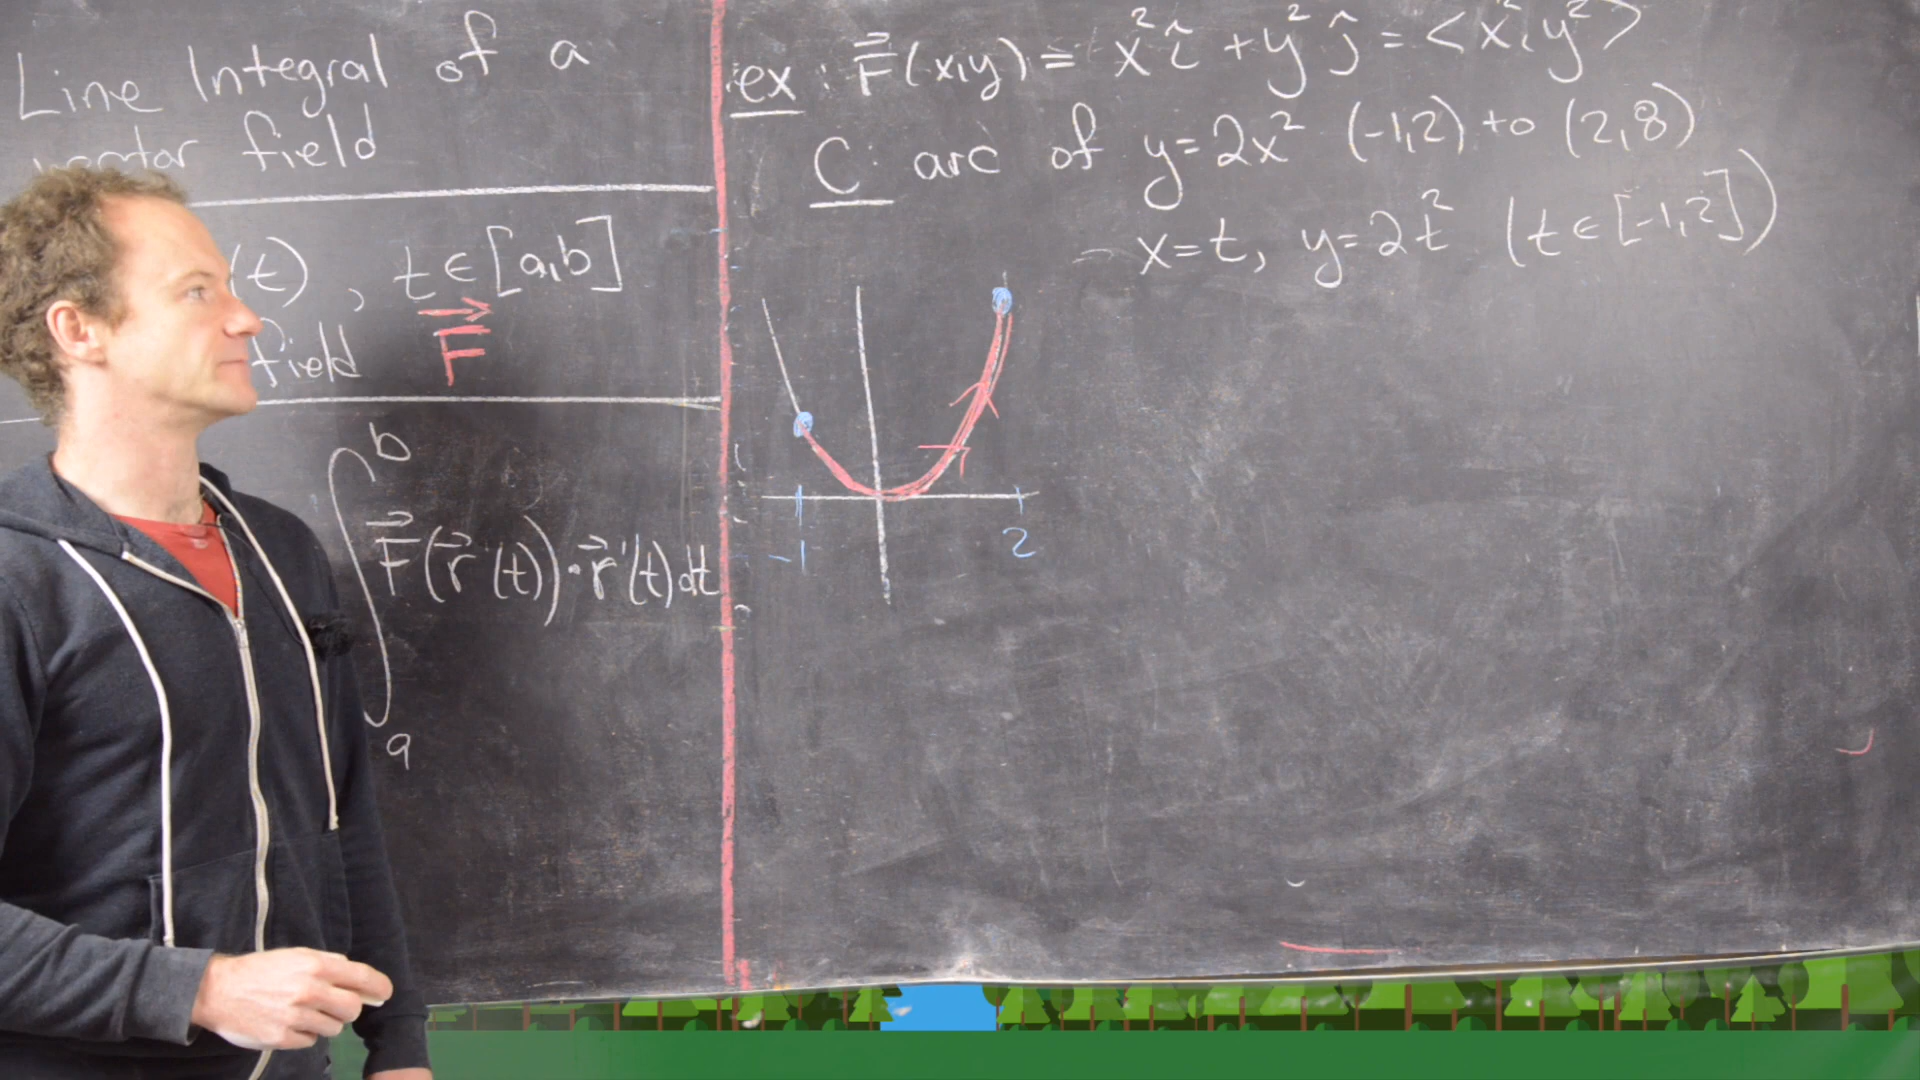 Line Integral of a
vector field
(t), t∈[a,b]
field F⃗
∫ₐᵇ F⃗(r⃗(t))·r⃗'(t)dt
ex: F⃗(x,y) = x²î + y²ĵ = <x²,y²>
C: arc of y=2x² (-1,2) to (2,8)
x=t, y=2t² (t∈[-1,2])
-1 2